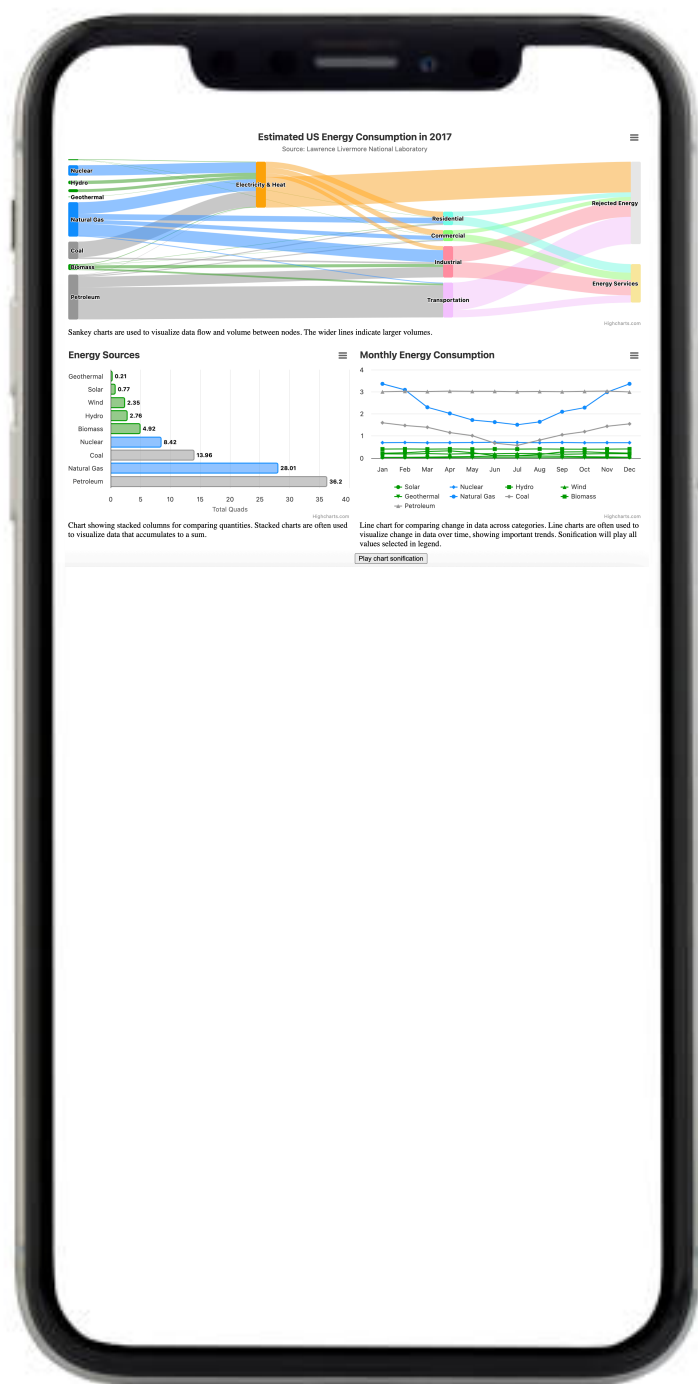 Estimated US Energy Consumption in 2017
Source: Lawrence Livermore National Laboratory
Nuclear
Hydro
Geothermal
Natural Gas
Coal
Biomass
Petroleum
Electricity & Heat
Residential
Commercial
Industrial
Transportation
Rejected Energy
Energy Services
Highcharts.com
Sankey charts are used to visualize data flow and volume between nodes. The wider lines indicate larger volumes.
Energy Sources
Geothermal 0.21
Solar 0.77
Wind 2.35
Hydro 2.76
Biomass 4.92
Nuclear 8.42
Coal 13.96
Natural Gas 28.01
Petroleum 36.2
0 5 10 15 20 25 30 35 40
Total Quads
Highcharts.com
Chart showing stacked columns for comparing quantities. Stacked charts are often used
to visualize data that accumulates to a sum.
Monthly Energy Consumption
4
3
2
1
0
Jan Feb Mar Apr May Jun Jul Aug Sep Oct Nov Dec
Solar Nuclear Hydro Wind
Geothermal Natural Gas Coal Biomass
Petroleum
Highcharts.com
Line chart for comparing change in data across categories. Line charts are often used to
visualize change in data over time, showing important trends. Sonification will play all
values selected in legend.
Play chart sonification